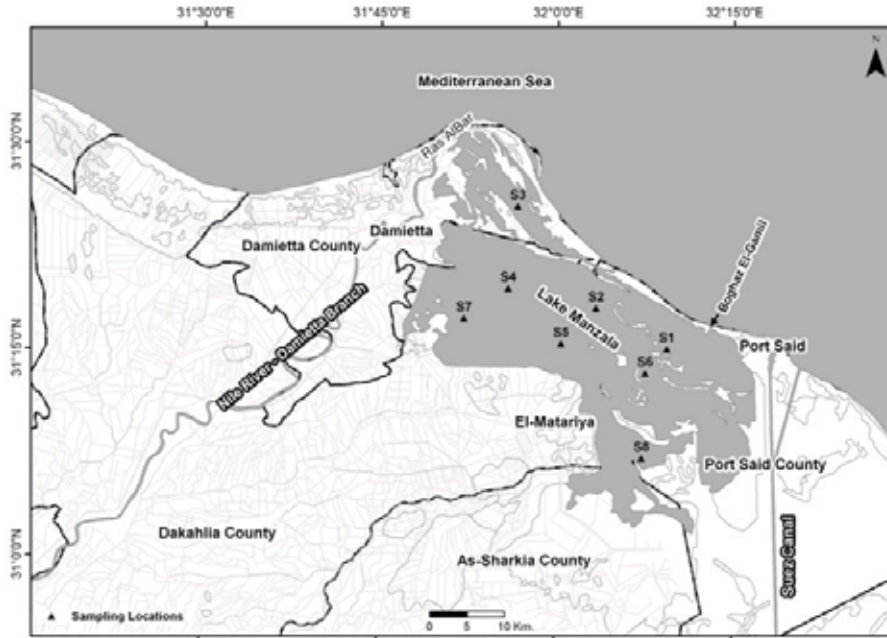 31°30'0"E
31°45'0"E
32°0'0"E
32°15'0"E
N
Mediterranean Sea
31°30'0"N
Ras AlBar
S3
Damietta
Damietta County
Boghaz El-Gamil
S4
S2
Lake Manzala
S7
Nile River - Damietta Branch
S5
S1
31°15'0"N
Port Said
S6
El-Matariya
S8
Port Said County
Dakahlia County
31°0'0"N
As-Sharkia County
Suez Canal
Sampling Locations
0 5 10 Km.